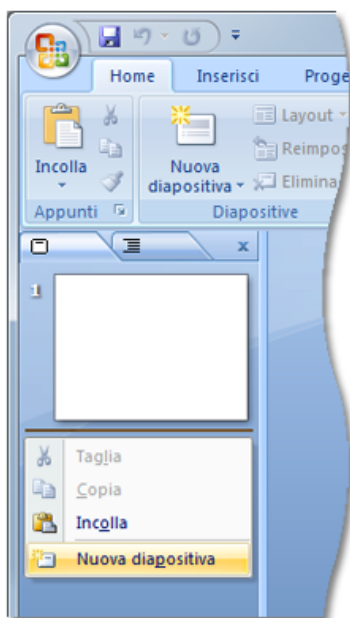 Home Inserisci Proge
Layout
Incolla
Nuova
diapositiva
Reimpos
Elimina
Appunti
Diapositive
1
Taglia
Copia
Incolla
Nuova diapositiva